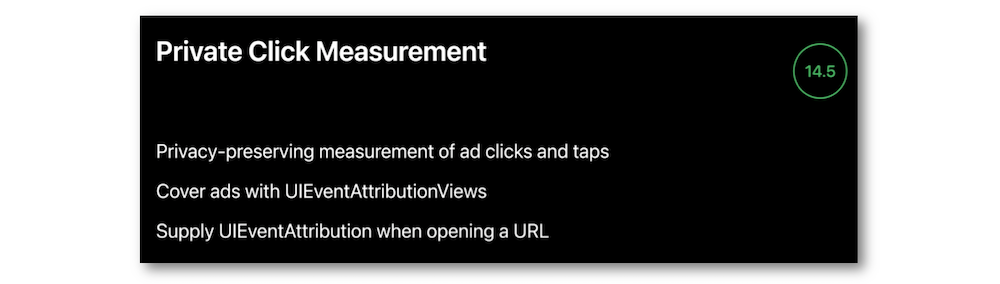 Private Click Measurement
14.5
Privacy-preserving measurement of ad clicks and taps
Cover ads with UIEventAttributionViews
Supply UIEventAttribution when opening a URL